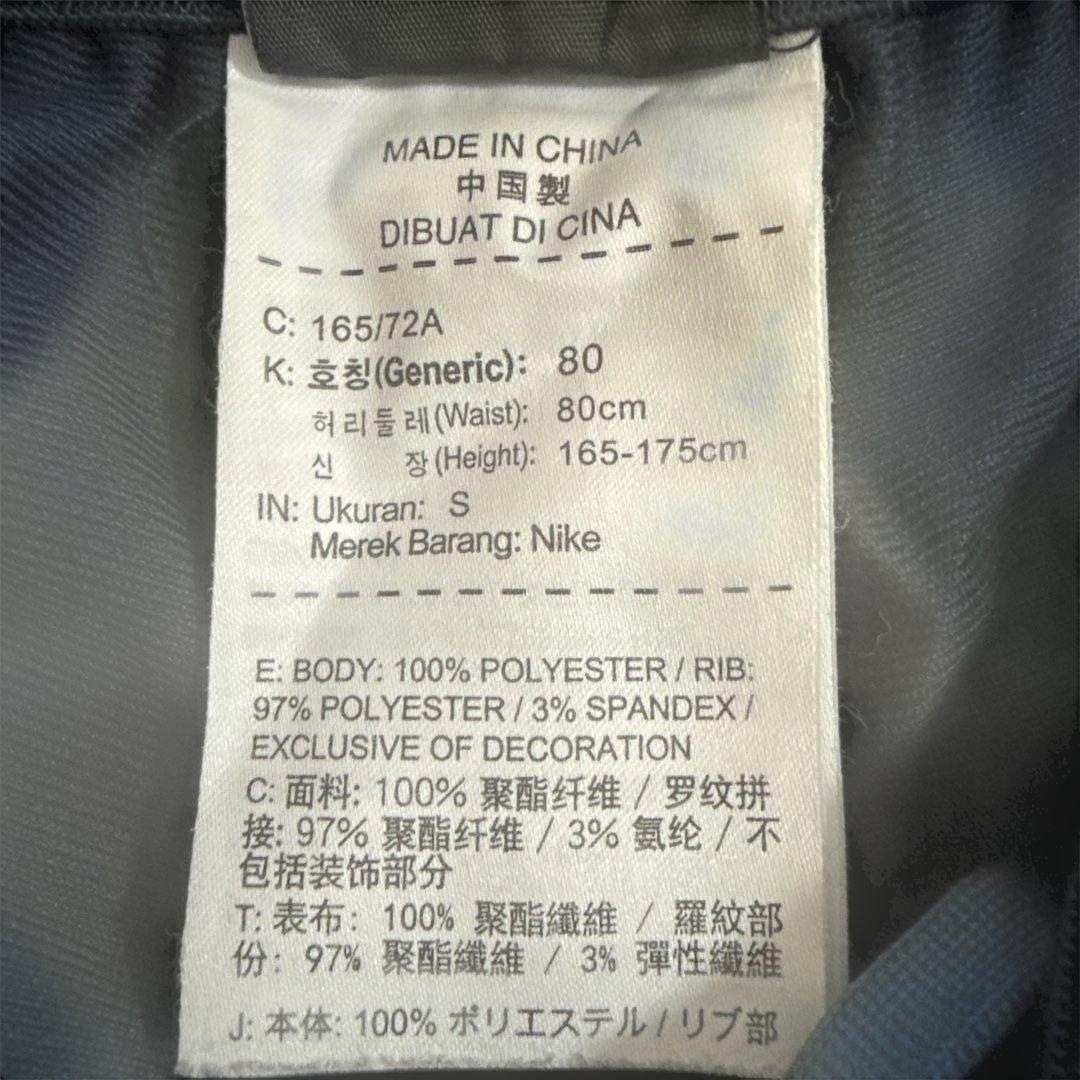 MADE IN CHINA
中国製
DIBUAT DI CINA
C: 165/72A
K: 호칭(Generic): 80
허리둘레(Waist): 80cm
신 장(Height): 165-175cm
IN: Ukuran: S
Merek Barang: Nike
E: BODY: 100% POLYESTER / RIB:
97% POLYESTER / 3% SPANDEX /
EXCLUSIVE OF DECORATION
C: 面料: 100% 聚酯纤维 / 罗纹拼
接: 97% 聚酯纤维 / 3% 氨纶 / 不
包括装饰部分
T: 表布: 100% 聚酯纖維 / 羅紋部
份: 97% 聚酯纖維 / 3% 彈性纖維
J: 本体: 100% ポリエステル / リブ部